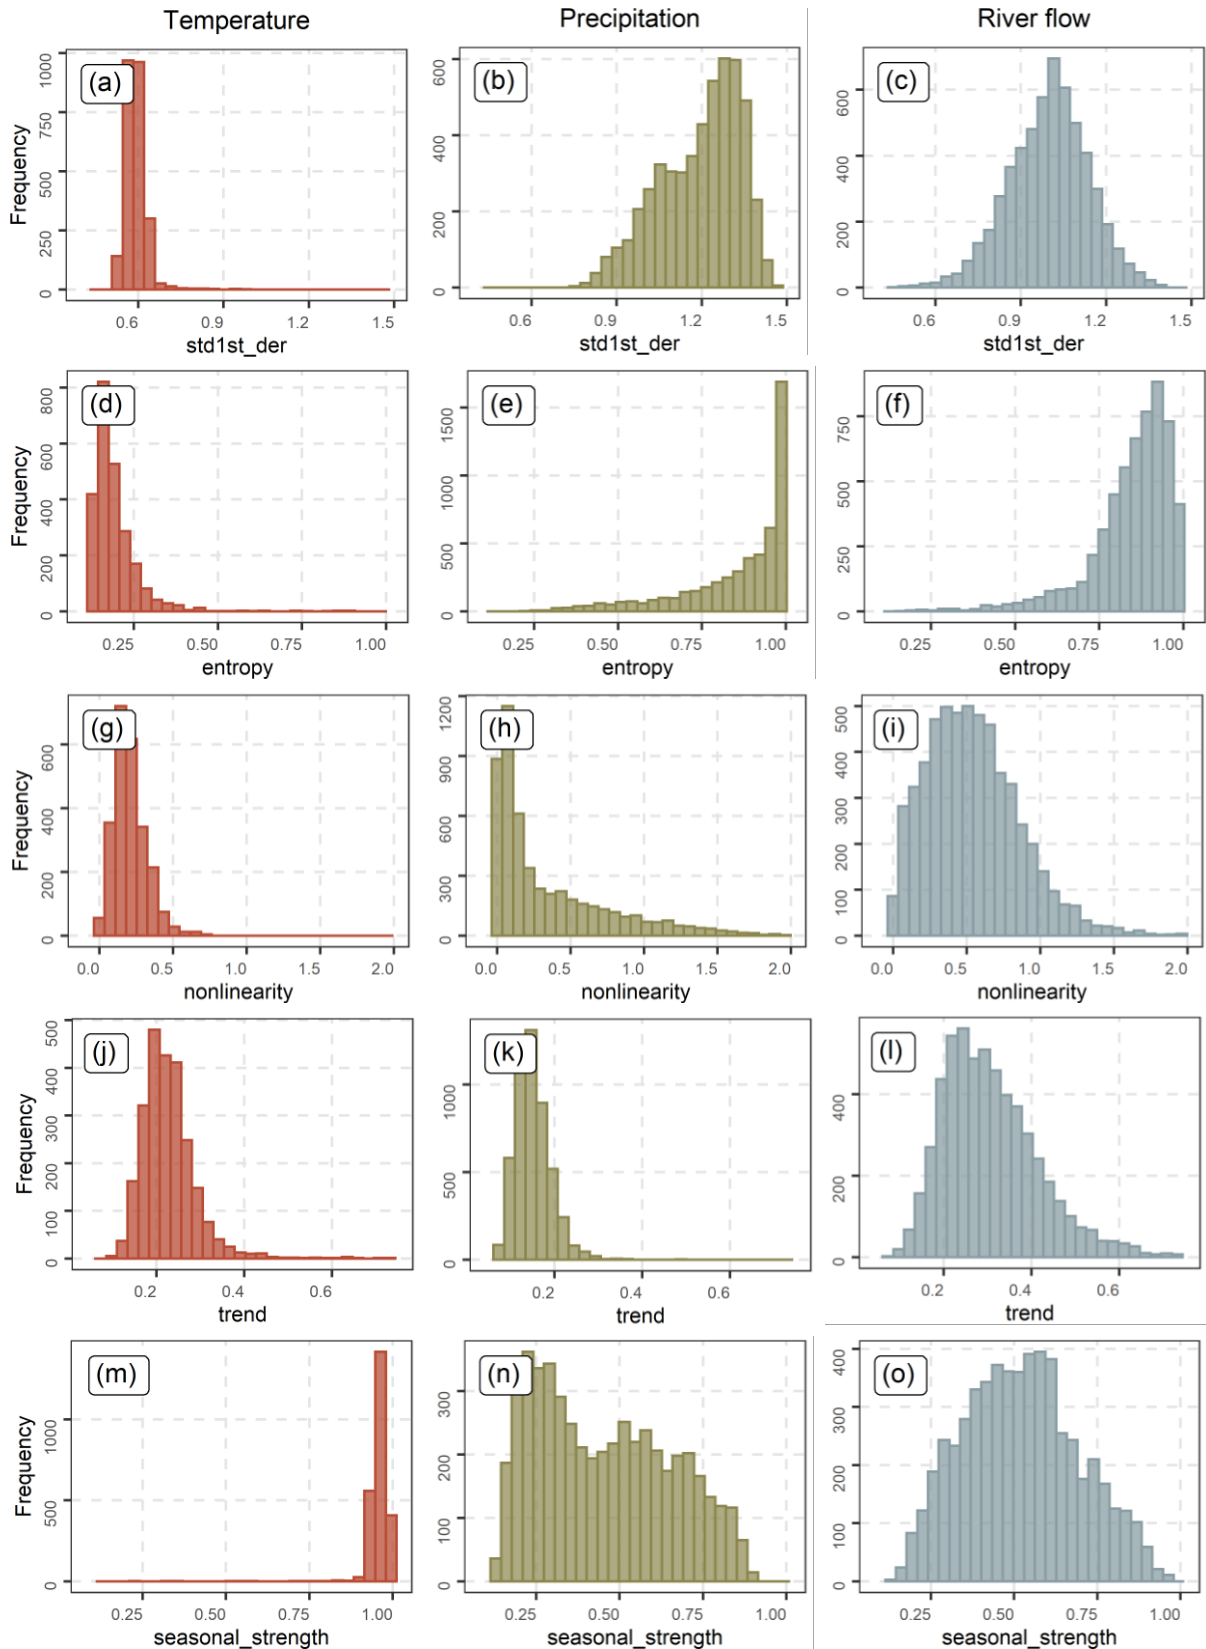 Temperature Precipitation River flow
(a) (b) (c)
Frequency
0 250 500 750 1000
0 200 400 600
0 200 400 600
0.6 0.9 1.2 1.5 0.6 0.9 1.2 1.5 0.6 0.9 1.2 1.5
std1st_der std1st_der std1st_der
(d) (e) (f)
Frequency
0 200 400 600 800
0 500 1000 1500
0 250 500 750
0.25 0.50 0.75 1.00 0.25 0.50 0.75 1.00 0.25 0.50 0.75 1.00
entropy entropy entropy
(g) (h) (i)
Frequency
0 200 400 600
0 300 600 900 1200
0 100 200 300 400 500
0.0 0.5 1.0 1.5 2.0 0.0 0.5 1.0 1.5 2.0 0.0 0.5 1.0 1.5 2.0
nonlinearity nonlinearity nonlinearity
(j) (k) (l)
Frequency
0 100 200 300 400 500
0 500 1000
0 200 400
0.2 0.4 0.6 0.2 0.4 0.6 0.2 0.4 0.6
trend trend trend
(m) (n) (o)
Frequency
0 500 1000
0 100 200 300
0 100 200 300 400
0.25 0.50 0.75 1.00 0.25 0.50 0.75 1.00 0.25 0.50 0.75 1.00
seasonal_strength seasonal_strength seasonal_strength